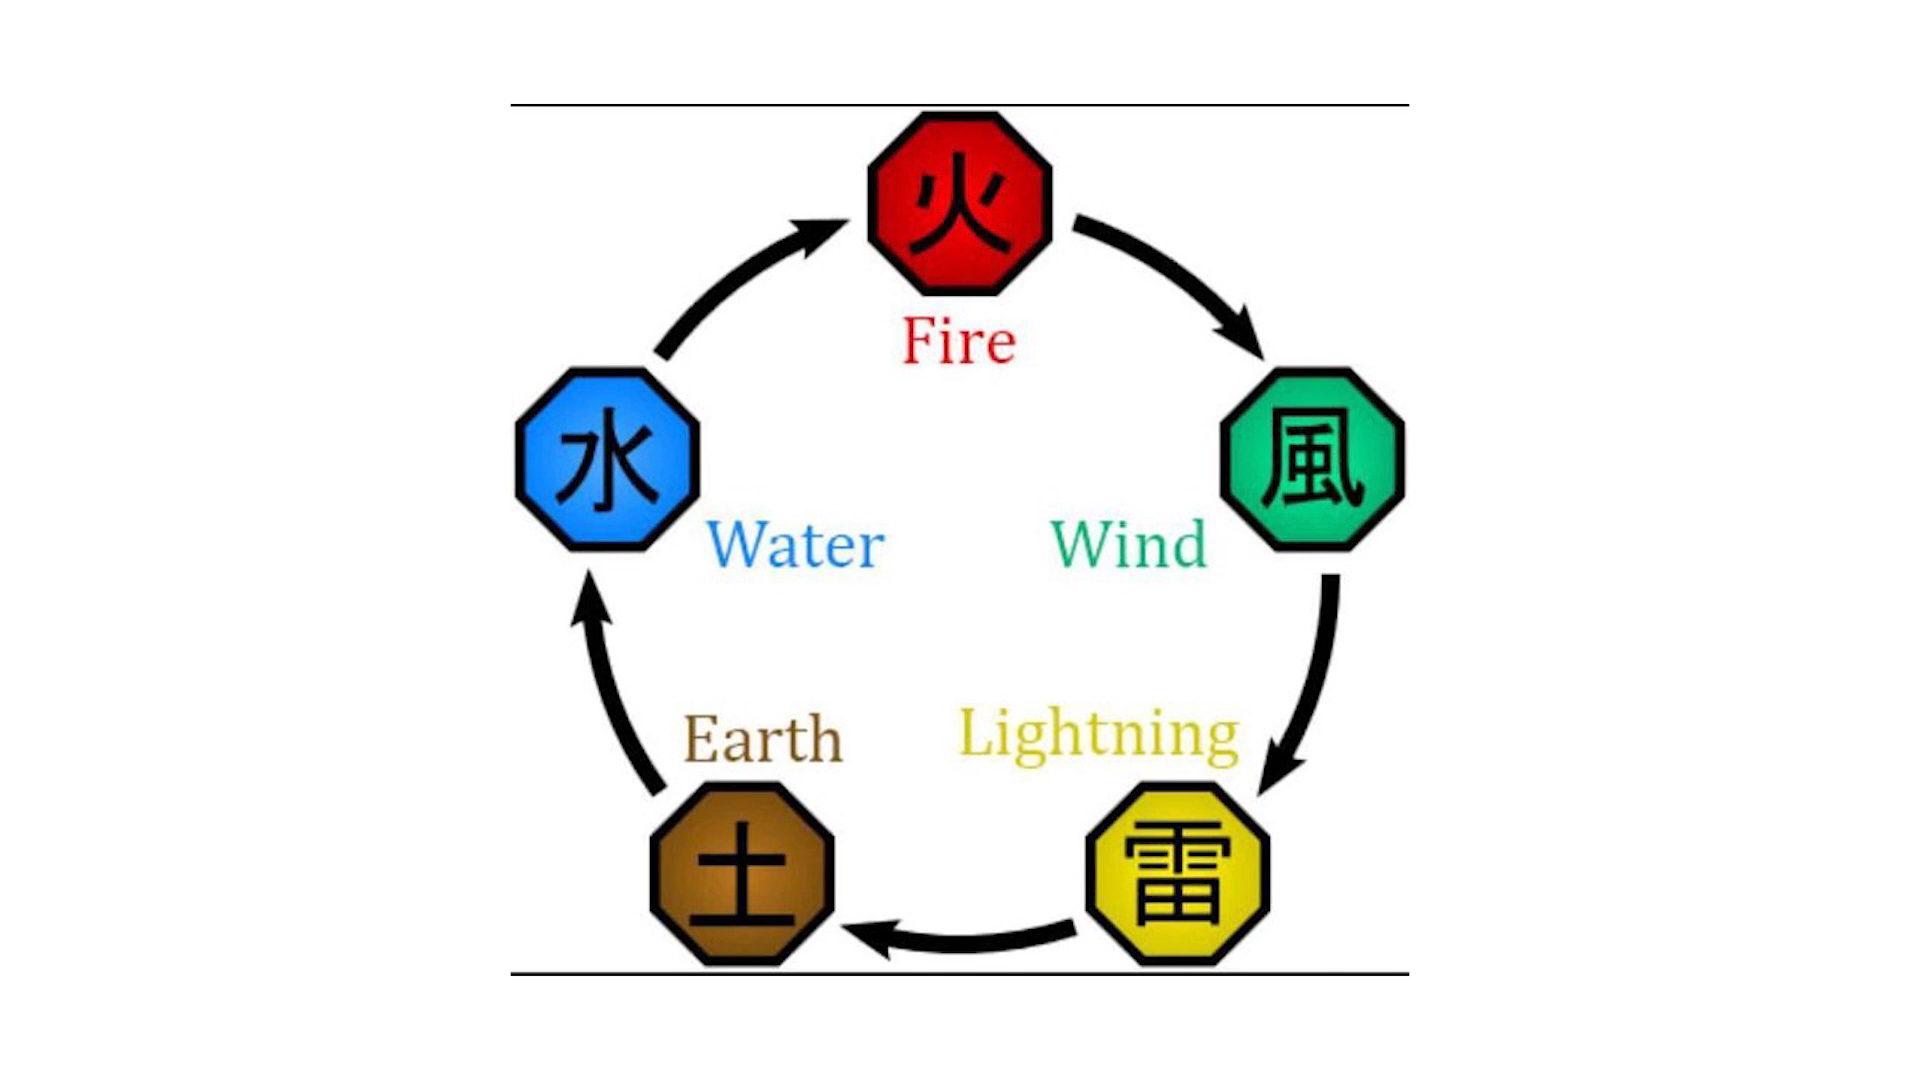 火
Fire
水
風
Water
Wind
Earth
Lightning
土
雷